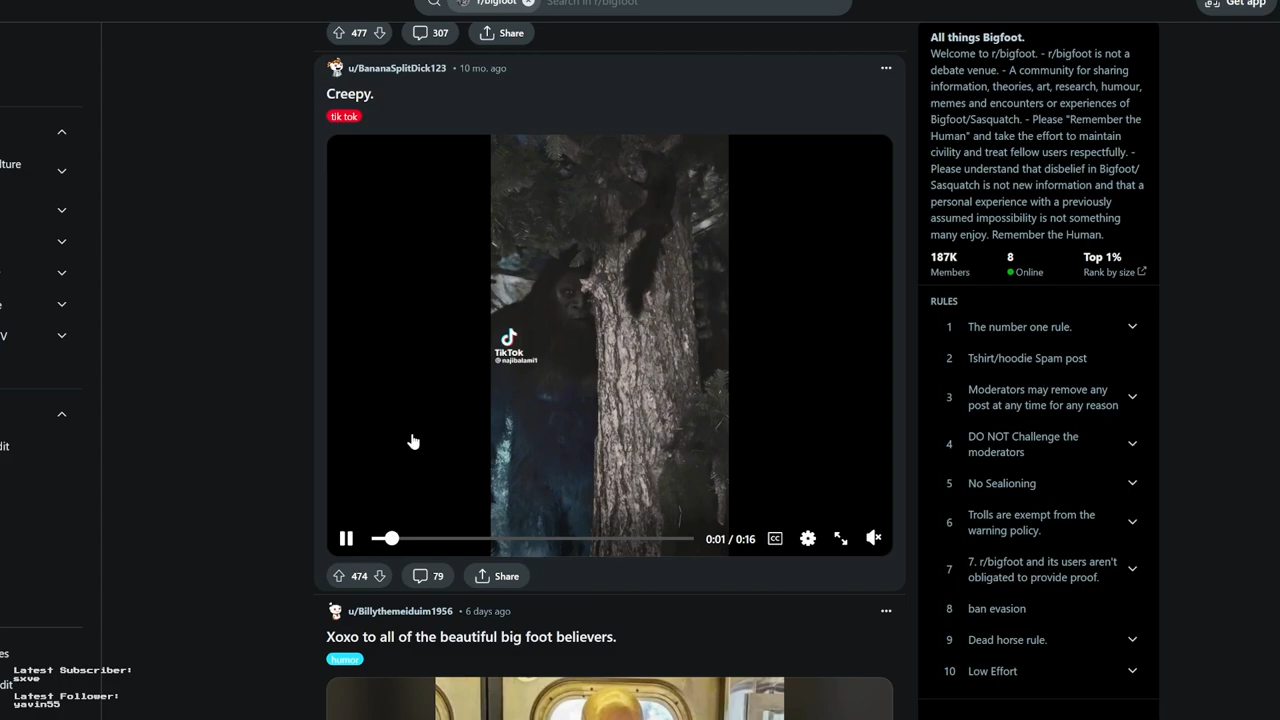 r/bigfoot
Search in r/bigfoot
Get app
477
307
Share
u/BananaSplitDick123 • 10 mo. ago
Creepy.
tik tok
TikTok
@najibalami1
0:01 / 0:16
CC
474
79
Share
u/Billythemeiduim1956 • 6 days ago
Xoxo to all of the beautiful big foot believers.
humor
All things Bigfoot.
Welcome to r/bigfoot. - r/bigfoot is not a
debate venue. - A community for sharing
information, theories, art, research, humour,
memes and encounters or experiences of
Bigfoot/Sasquatch. - Please "Remember the
Human" and take the effort to maintain
civility and treat fellow users respectfully. -
Please understand that disbelief in Bigfoot/
Sasquatch is not new information and that a
personal experience with a previously
assumed impossibility is not something
many enjoy. Remember the Human.
187K
Members
8
Online
Top 1%
Rank by size
RULES
1 The number one rule.
2 Tshirt/hoodie Spam post
3 Moderators may remove any
post at any time for any reason
4 DO NOT Challenge the
moderators
5 No Sealioning
6 Trolls are exempt from the
warning policy.
7 7. r/bigfoot and its users aren't
obligated to provide proof.
8 ban evasion
9 Dead horse rule.
10 Low Effort
lture
V
dit
es
dit
Latest Subscriber:
sxve
Latest Follower:
yavin55